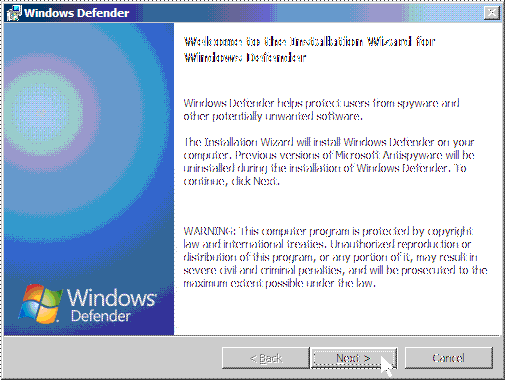 Windows Defender
Welcome to the Installation Wizard for
Windows Defender
Windows Defender helps protect users from spyware and
other potentially unwanted software.
The Installation Wizard will install Windows Defender on your
computer. Previous versions of Microsoft Antispyware will be
uninstalled during the installation of Windows Defender. To
continue, click Next.
WARNING: This computer program is protected by copyright
law and international treaties. Unauthorized reproduction or
distribution of this program, or any portion of it, may result in
severe civil and criminal penalties, and will be prosecuted to the
maximum extent possible under the law.
Windows
Defender
< Back
Next >
Cancel